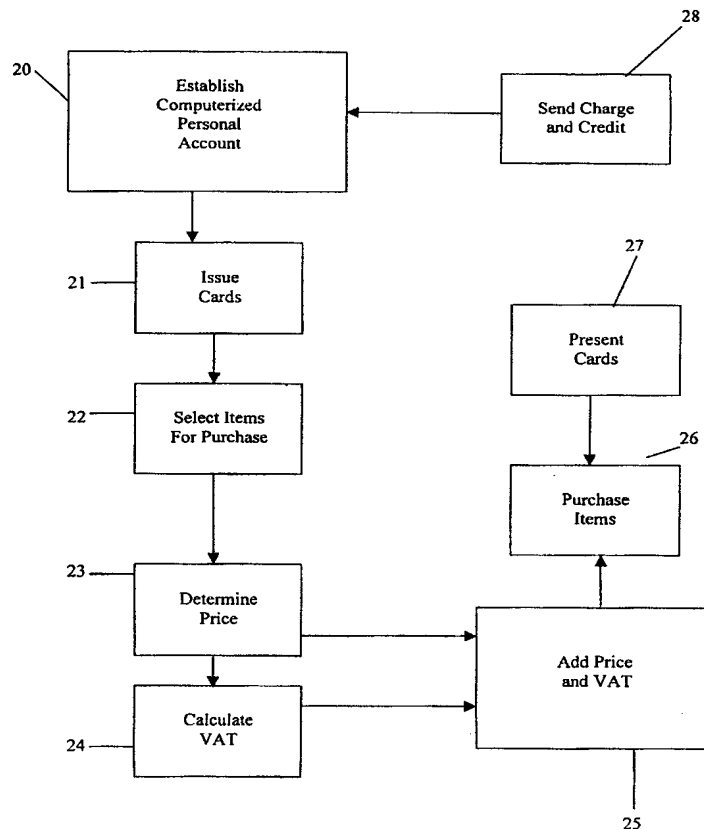 28
20
Establish
Computerized
Personal
Account
Send Charge
and Credit
27
21
Issue
Cards
Present
Cards
22
Select Items
For Purchase
26
Purchase
Items
23
Determine
Price
Add Price
and VAT
24
Calculate
VAT
25